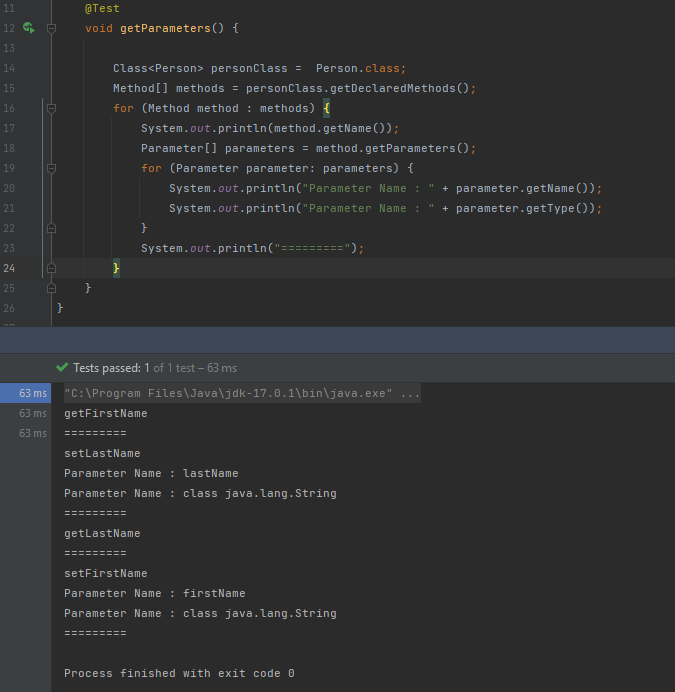 11 @Test
12 void getParameters() {
13
14 Class<Person> personClass =  Person.class;
15 Method[] methods = personClass.getDeclaredMethods();
16 for (Method method : methods) {
17 System.out.println(method.getName());
18 Parameter[] parameters = method.getParameters();
19 for (Parameter parameter: parameters) {
20 System.out.println("Parameter Name : " + parameter.getName());
21 System.out.println("Parameter Name : " + parameter.getType());
22 }
23 System.out.println("=========");
24 }
25 }
26 }
Tests passed: 1 of 1 test – 63 ms
63 ms "C:\Program Files\Java\jdk-17.0.1\bin\java.exe" ...
63 ms getFirstName
63 ms =========
setLastName
Parameter Name : lastName
Parameter Name : class java.lang.String
=========
getLastName
=========
setFirstName
Parameter Name : firstName
Parameter Name : class java.lang.String
=========
Process finished with exit code 0